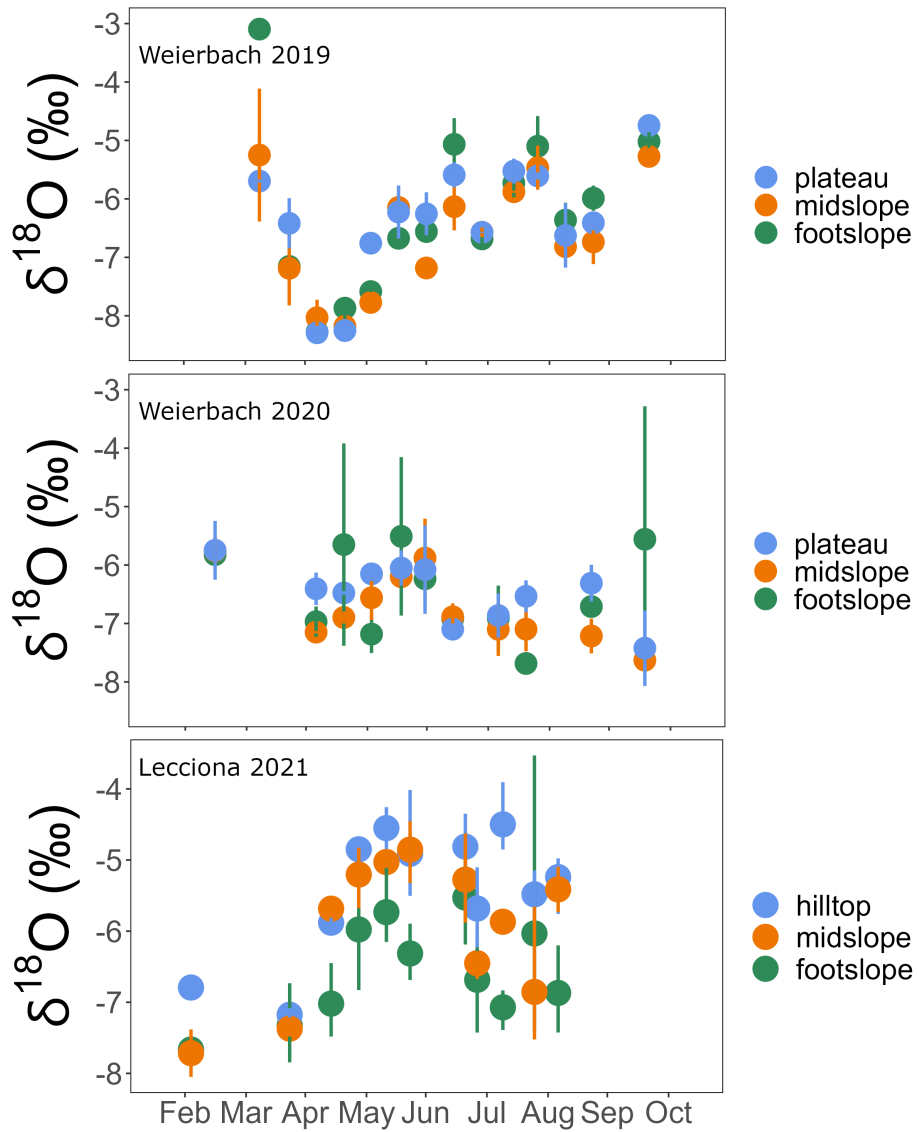 Weierbach 2019
δ18O (‰)
-3
-4
-5
-6
-7
-8
plateau
midslope
footslope
Weierbach 2020
δ18O (‰)
-3
-4
-5
-6
-7
-8
plateau
midslope
footslope
Lecciona 2021
δ18O (‰)
-4
-5
-6
-7
-8
hilltop
midslope
footslope
Feb Mar Apr May Jun Jul Aug Sep Oct